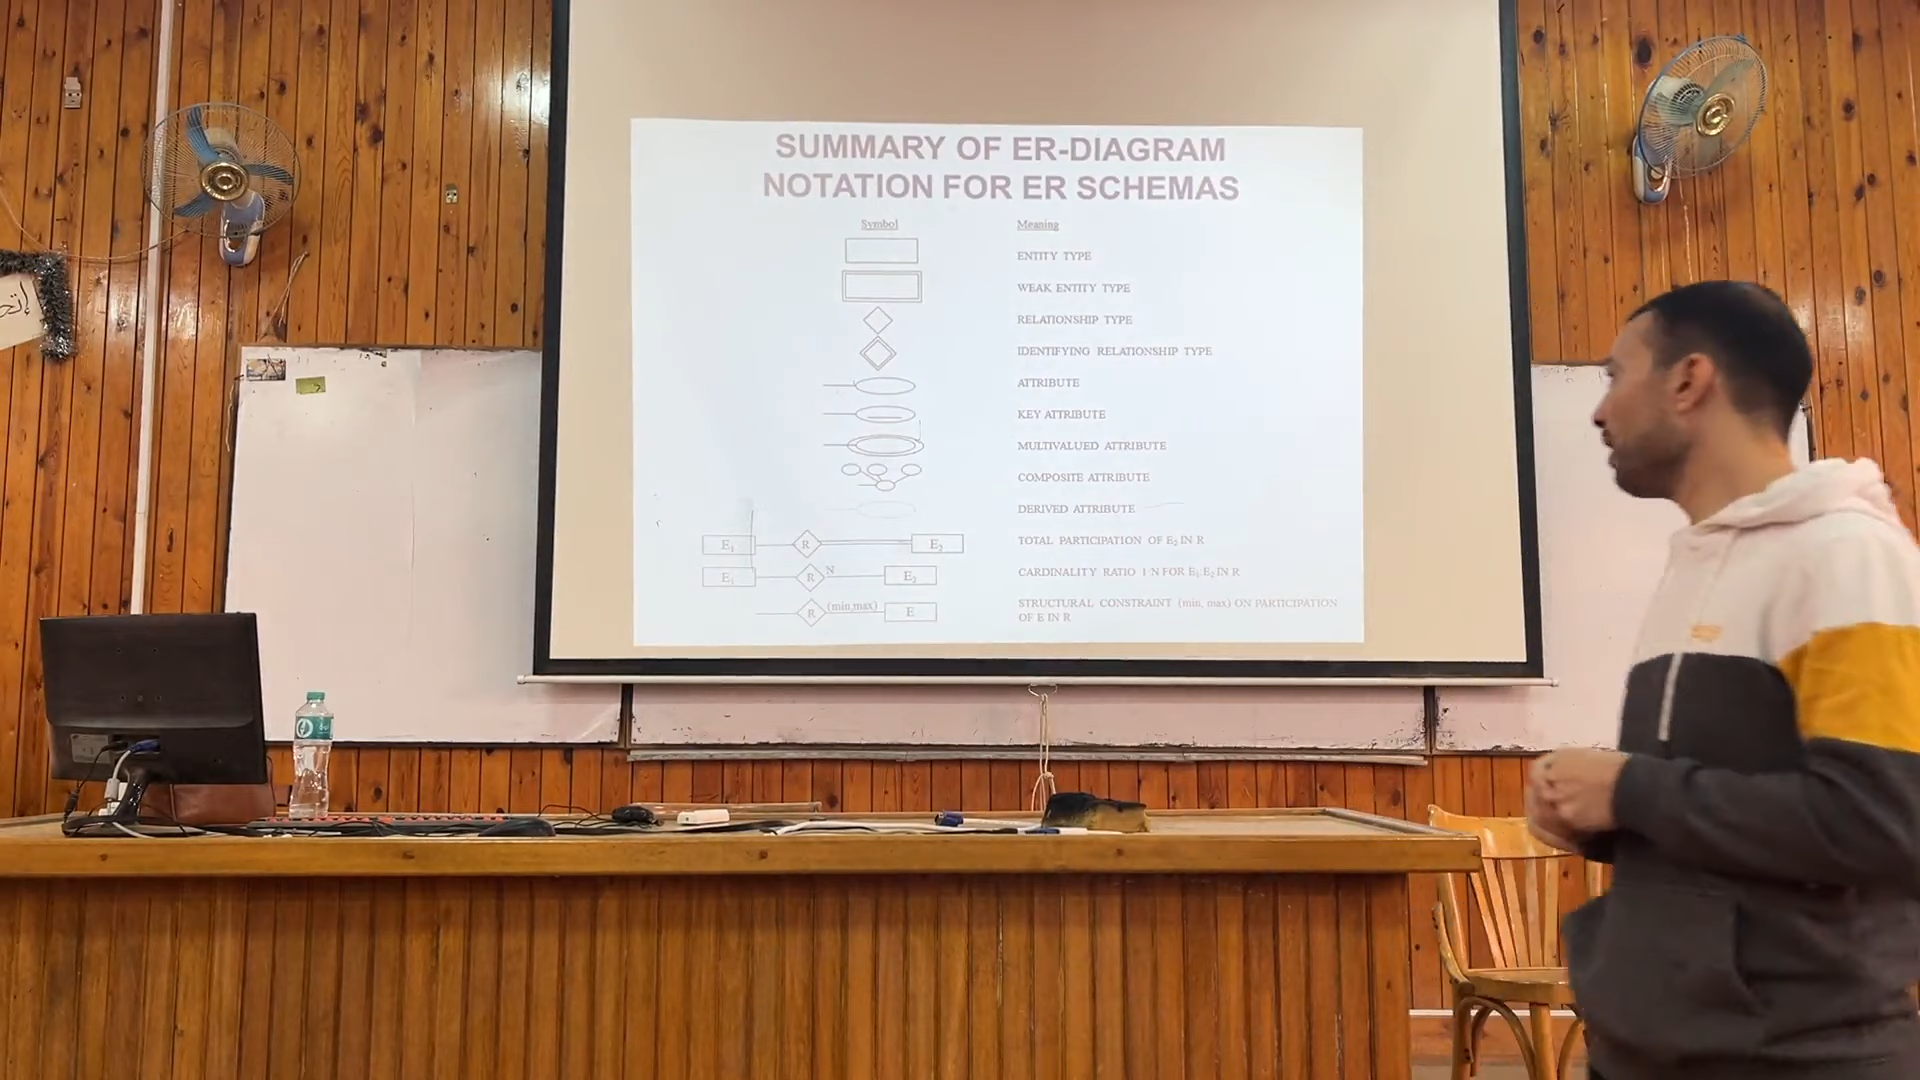 SUMMARY OF ER-DIAGRAM
NOTATION FOR ER SCHEMAS
Symbol Meaning
ENTITY TYPE
WEAK ENTITY TYPE
RELATIONSHIP TYPE
IDENTIFYING RELATIONSHIP TYPE
ATTRIBUTE
KEY ATTRIBUTE
MULTIVALUED ATTRIBUTE
COMPOSITE ATTRIBUTE
DERIVED ATTRIBUTE
E₁ R E₂ TOTAL PARTICIPATION OF E₂ IN R
E₁ R N E₂ CARDINALITY RATIO 1:N FOR E₁:E₂ IN R
R (min,max) E STRUCTURAL CONSTRAINT (min, max) ON PARTICIPATION
OF E IN R